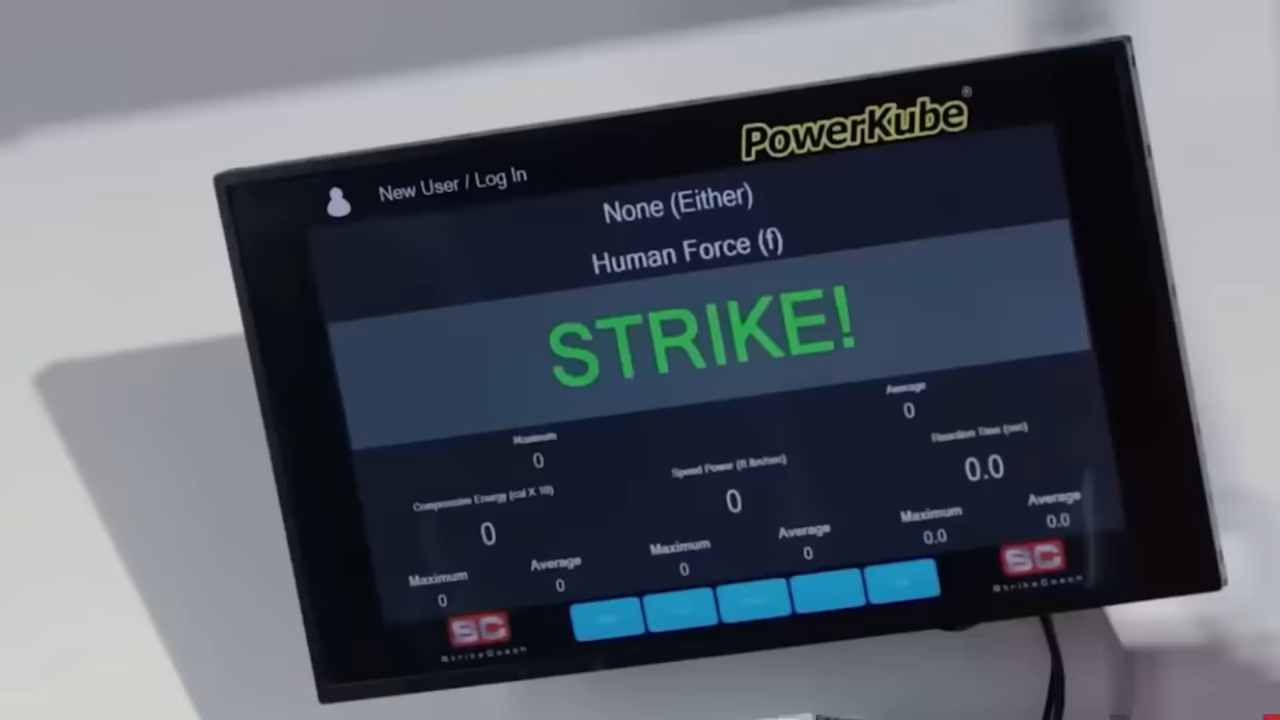 PowerKube®
New User / Log In
None (Either)
Human Force (f)
STRIKE!
Maximum
0
Average
0
Compressive Energy (cal X 10)
0
Speed Power (ft.lbs/sec)
0
Reaction Time (sec)
0.0
Maximum
0
Average
0
Maximum
0
Average
0
Maximum
0.0
Average
0.0
SC
StrikeCoach
SC
StrikeCoach